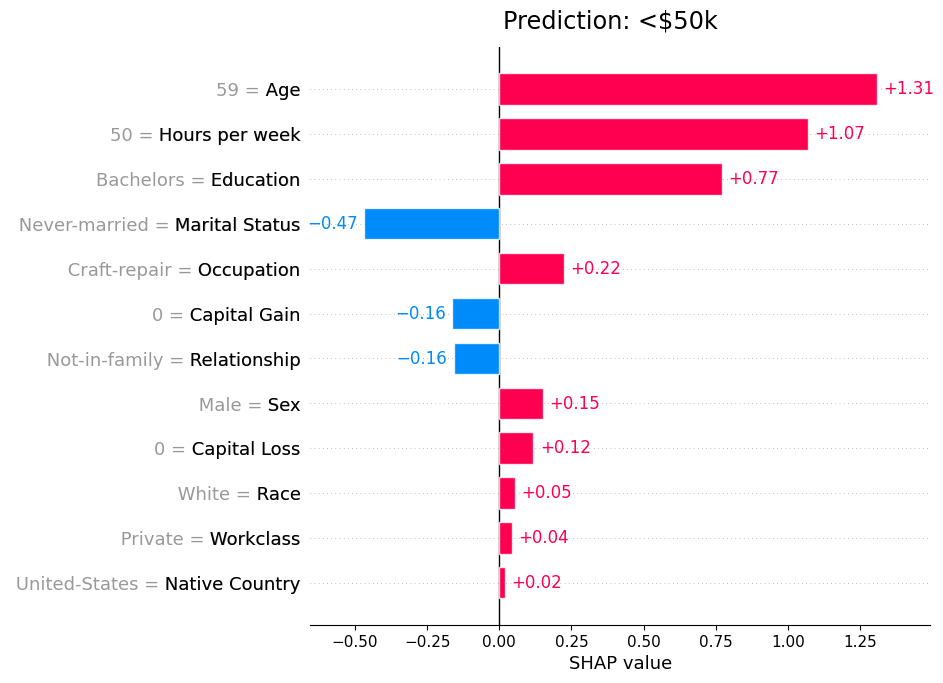 Prediction: <$50k
59 = Age +1.31
50 = Hours per week +1.07
Bachelors = Education +0.77
Never-married = Marital Status −0.47
Craft-repair = Occupation +0.22
0 = Capital Gain −0.16
Not-in-family = Relationship −0.16
Male = Sex +0.15
0 = Capital Loss +0.12
White = Race +0.05
Private = Workclass +0.04
United-States = Native Country +0.02
−0.50 −0.25 0.00 0.25 0.50 0.75 1.00 1.25
SHAP value